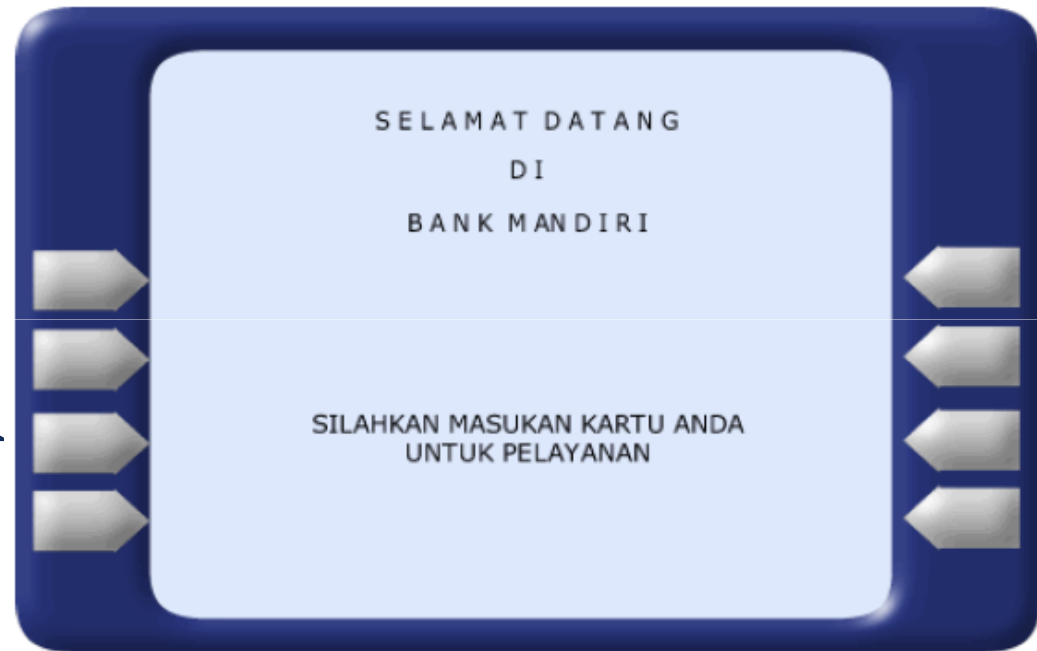 SELAMAT DATANG
DI
BANK MANDIRI
SILAHKAN MASUKAN KARTU ANDA
UNTUK PELAYANAN